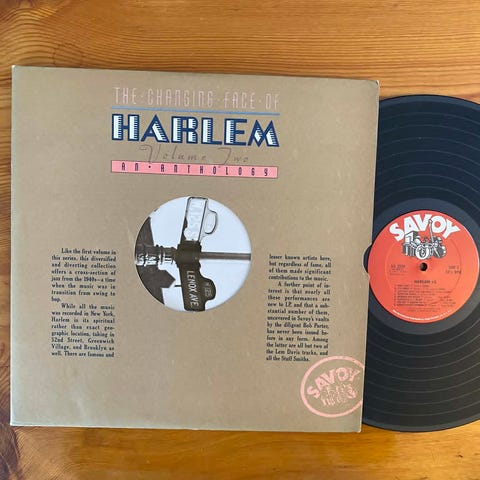 THE·CHANGING·FACE·OF
HARLEM
Volume Two
AN·ANTHOLOGY
Like the first volume in
this series, this diversified
and diverting collection
offers a cross-section of
jazz from the 1940s—a time
when the music was in
transition from swing to
bop.
While all the music
was recorded in New York,
Harlem is its spiritual
rather than exact geo-
graphic location, taking in
52nd Street, Greenwich
Village, and Brooklyn as
well. There are famous and
LENOX AVE.
lesser known artists here,
but regardless of fame, all
of them made significant
contributions to the music.
A further point of
interest is that nearly all
these performances are
new to LP, and that a sub-
stantial number of them,
uncovered in Savoy's vaults
by the diligent Bob Porter,
has never been issued
before in any form. Among
the latter are all but two of
the Lem Davis tracks, and
all the Stuff Smiths.
SAVOY
SAVOY